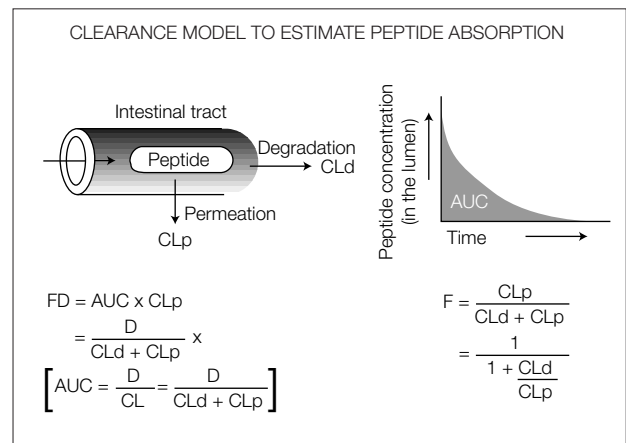 CLEARANCE MODEL TO ESTIMATE PEPTIDE ABSORPTION
Intestinal tract
Peptide
Degradation
CLd
Permeation
CLp
Peptide concentration
(in the lumen)
AUC
Time
FD = AUC x CLp
= D / CLd + CLp x
[AUC = D / CL = D / CLd + CLp]
F = CLp / CLd + CLp
= 1 / 1 + CLd / CLp